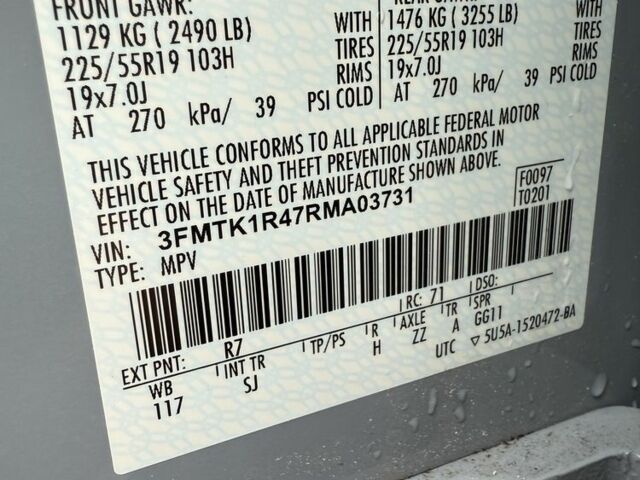 FRONT GAWR:
1129 KG ( 2490 LB) WITH
225/55R19 103H TIRES
19x7.0J RIMS
AT 270 kPa/ 39 PSI COLD
1476 KG ( 3255 LB) WITH
225/55R19 103H TIRES
19x7.0J RIMS
AT 270 kPa/ 39 PSI COLD
THIS VEHICLE CONFORMS TO ALL APPLICABLE FEDERAL MOTOR
VEHICLE SAFETY AND THEFT PREVENTION STANDARDS IN
EFFECT ON THE DATE OF MANUFACTURE SHOWN ABOVE.
F0097
T0201
VIN: 3FMTK1R47RMA03731
TYPE: MPV
RC: 71 DSO:
EXT PNT: R7 TP/PS R AXLE TR SPR
H ZZ A GG11
WB INT TR
117 SJ
UTC ▽ 5U5A-1520472-BA